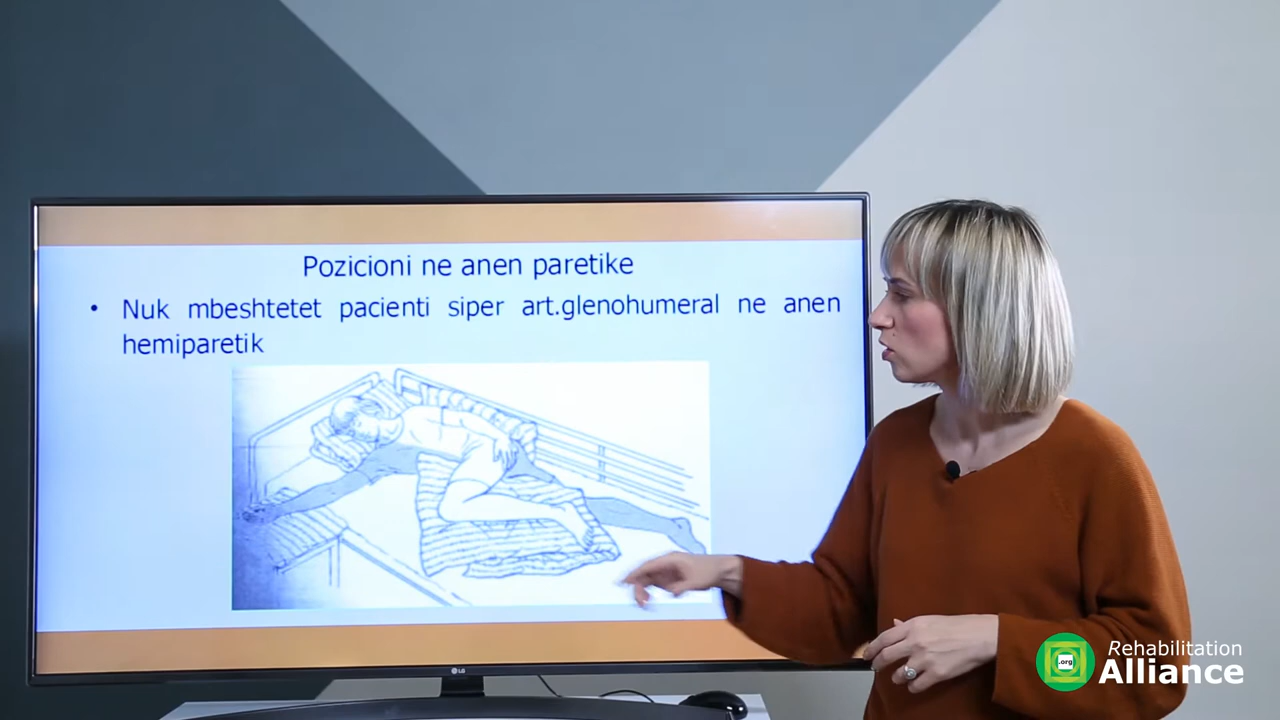 Pozicioni ne anen paretike
• Nuk mbeshtetet pacienti siper art.glenohumeral ne anen
hemiparetik
LG
.org
Rehabilitation
Alliance